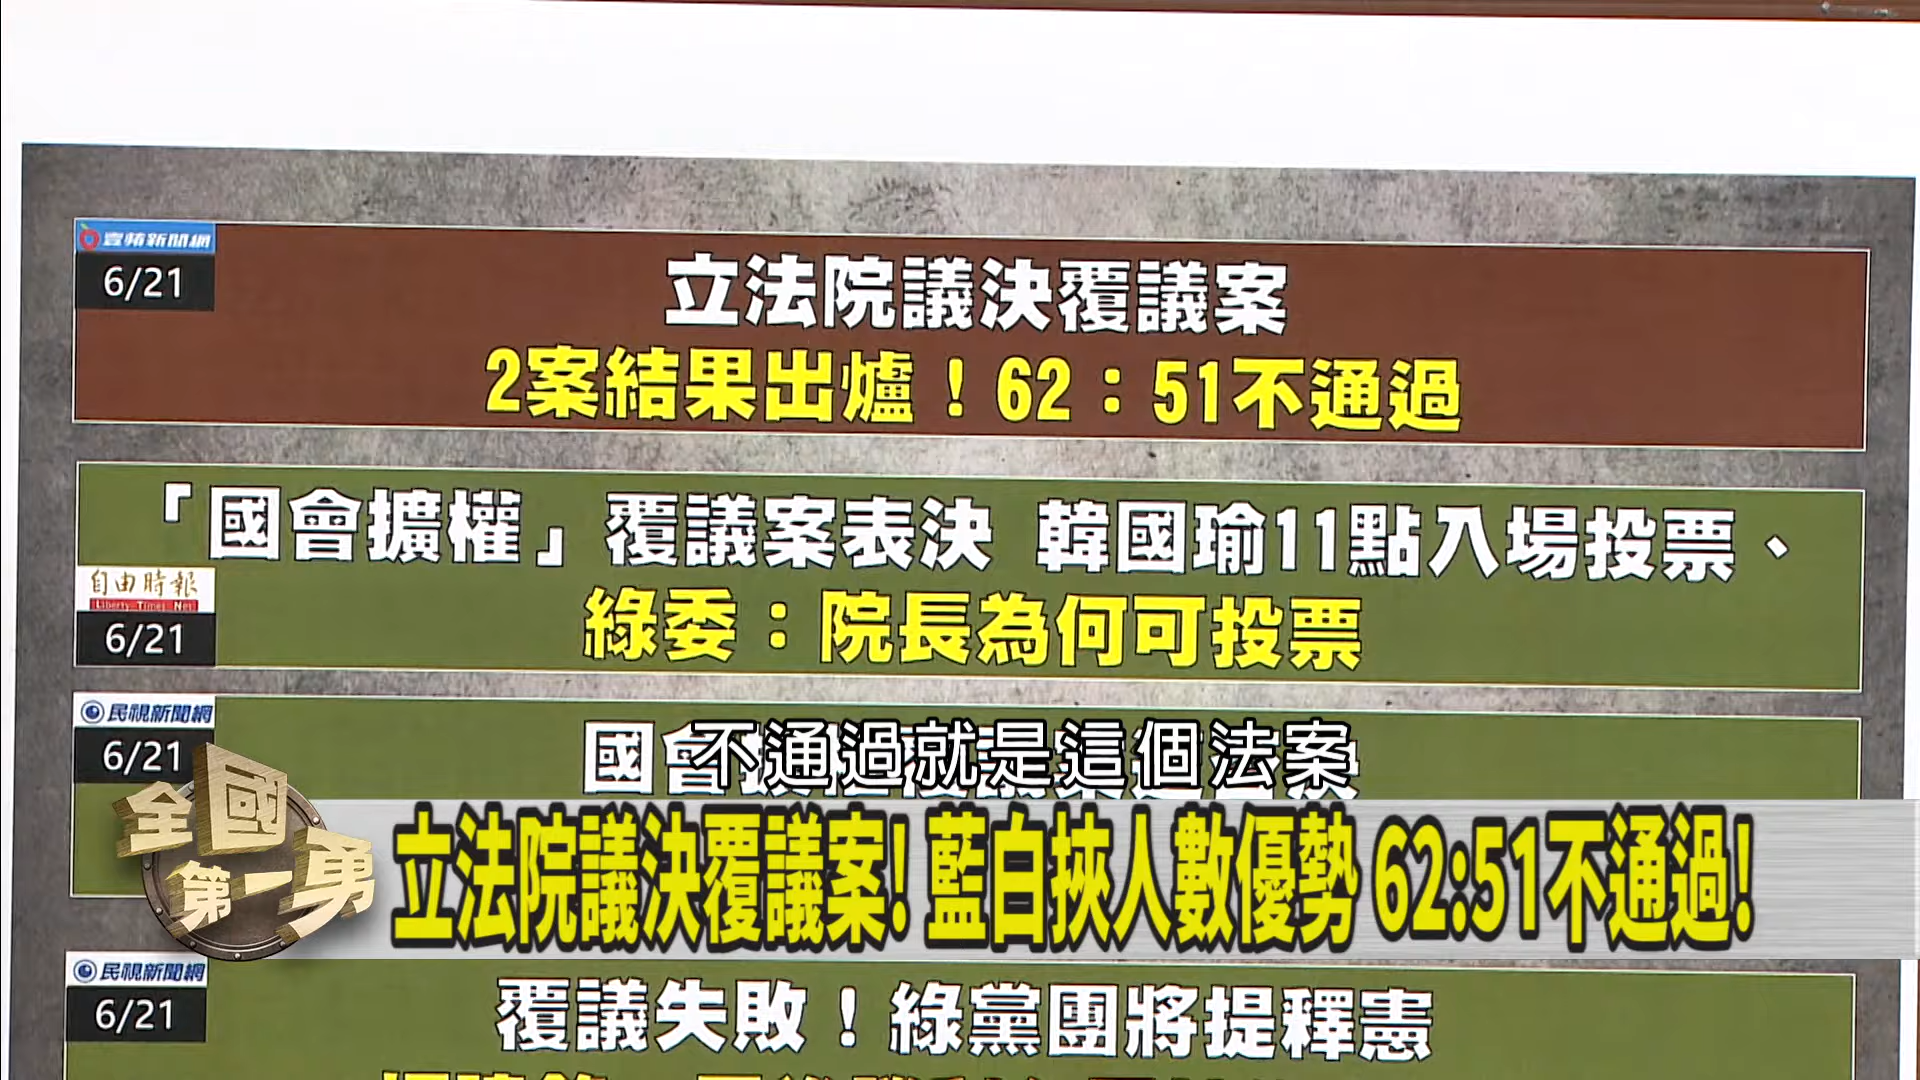 壹蘋新聞網
6/21
立法院議決覆議案
2案結果出爐！62：51不通過
「國會擴權」覆議案表決 韓國瑜11點入場投票、
自由時報
Liberty Times Net
6/21
綠委：院長為何可投票
民視新聞網
6/21
國會
不通過就是這個法案
全國第一勇
立法院議決覆議案! 藍白挾人數優勢 62:51不通過!
民視新聞網
6/21
覆議失敗！綠黨團將提釋憲